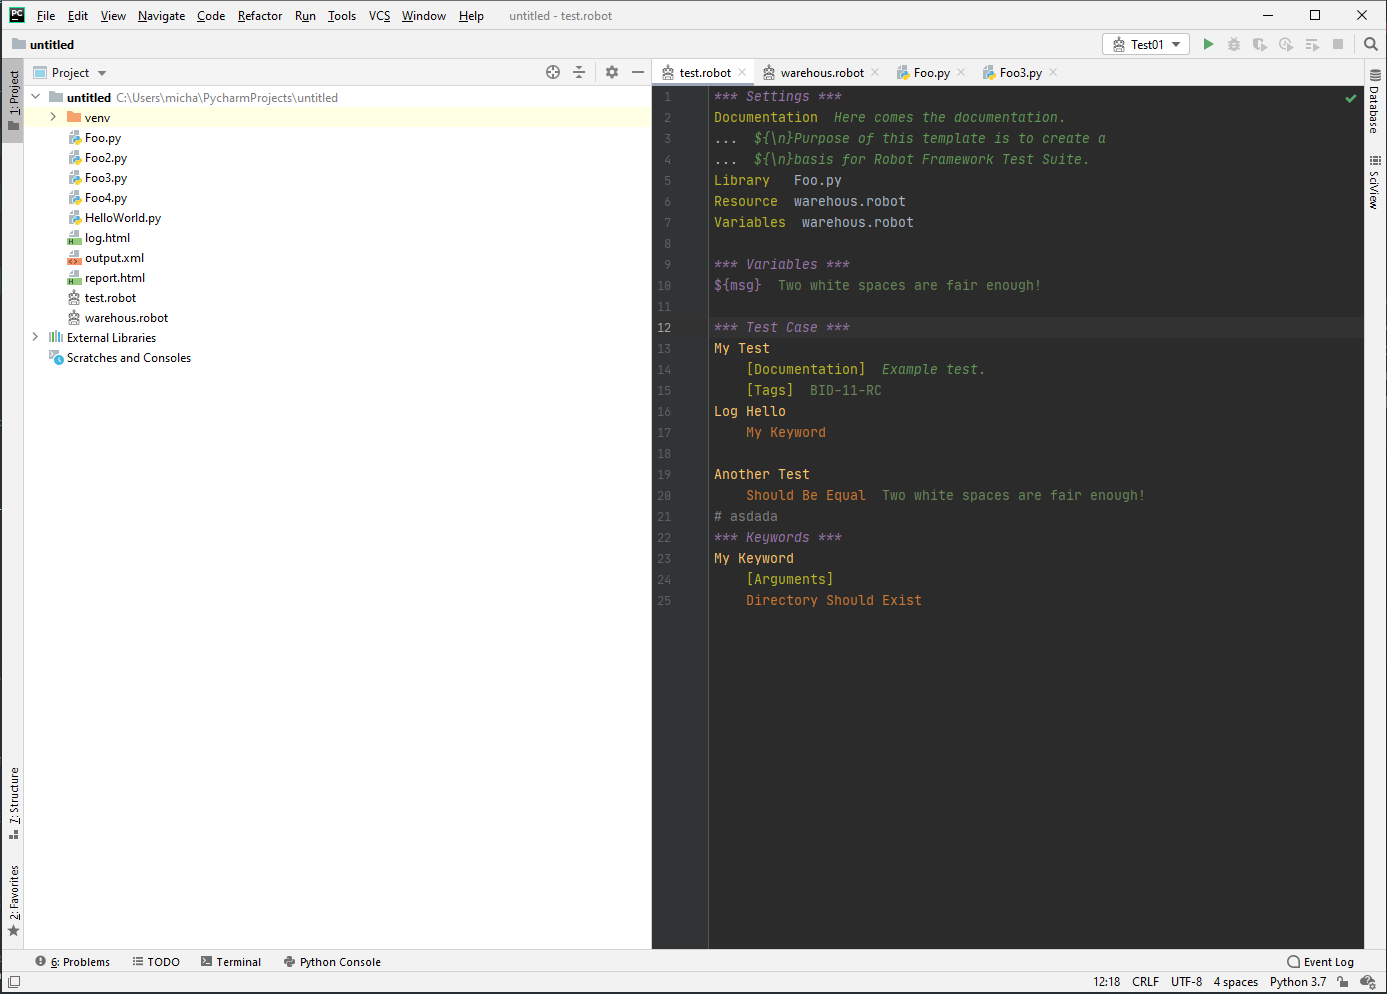 PC File Edit View Navigate Code Refactor Run Tools VCS Window Help untitled - test.robot
untitled Test01
1: Project
Project
untitled C:\Users\micha\PycharmProjects\untitled
venv
Foo.py
Foo2.py
Foo3.py
Foo4.py
HelloWorld.py
log.html
output.xml
report.html
test.robot
warehous.robot
External Libraries
Scratches and Consoles
7: Structure
2: Favorites
test.robot warehous.robot Foo.py Foo3.py
1 *** Settings ***
2 Documentation  Here comes the documentation.
3 ...  ${\n}Purpose of this template is to create a
4 ...  ${\n}basis for Robot Framework Test Suite.
5 Library   Foo.py
6 Resource  warehous.robot
7 Variables  warehous.robot
8
9 *** Variables ***
10 ${msg}  Two white spaces are fair enough!
11
12 *** Test Case ***
13 My Test
14     [Documentation]  Example test.
15     [Tags]  BID-11-RC
16 Log Hello
17     My Keyword
18
19 Another Test
20     Should Be Equal  Two white spaces are fair enough!
21 # asdada
22 *** Keywords ***
23 My Keyword
24     [Arguments]
25     Directory Should Exist
Database
SciView
6: Problems TODO Terminal Python Console Event Log
12:18 CRLF UTF-8 4 spaces Python 3.7